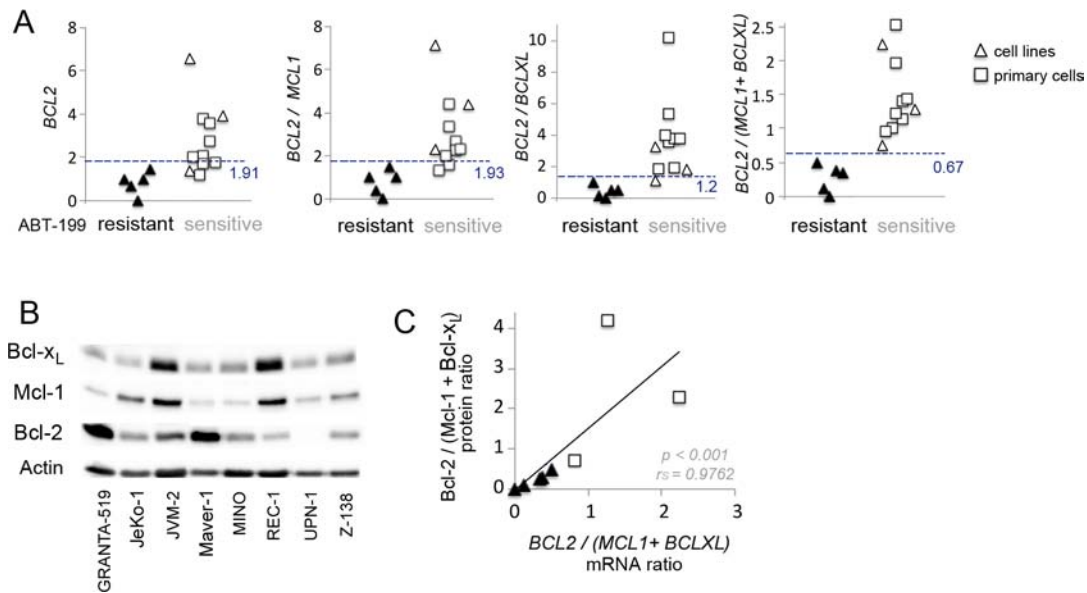 A
BCL2
8
6
4
2
0
1.91
BCL2 / MCL1
8
6
4
2
0
1.93
BCL2 / BCLXL
10
8
6
4
2
0
1.2
BCL2 / (MCL1+ BCLXL)
2.5
2
1.5
1
0.5
0
0.67
cell lines
primary cells
ABT-199 resistant sensitive
resistant sensitive
resistant sensitive
resistant sensitive
B
Bcl-xL
Mcl-1
Bcl-2
Actin
GRANTA-519
JeKo-1
JVM-2
Maver-1
MINO
REC-1
UPN-1
Z-138
C
Bcl-2 / (Mcl-1 + Bcl-xL)
protein ratio
4
3
2
1
0
p < 0.001
rs = 0.9762
0 1 2 3
BCL2 / (MCL1+ BCLXL)
mRNA ratio